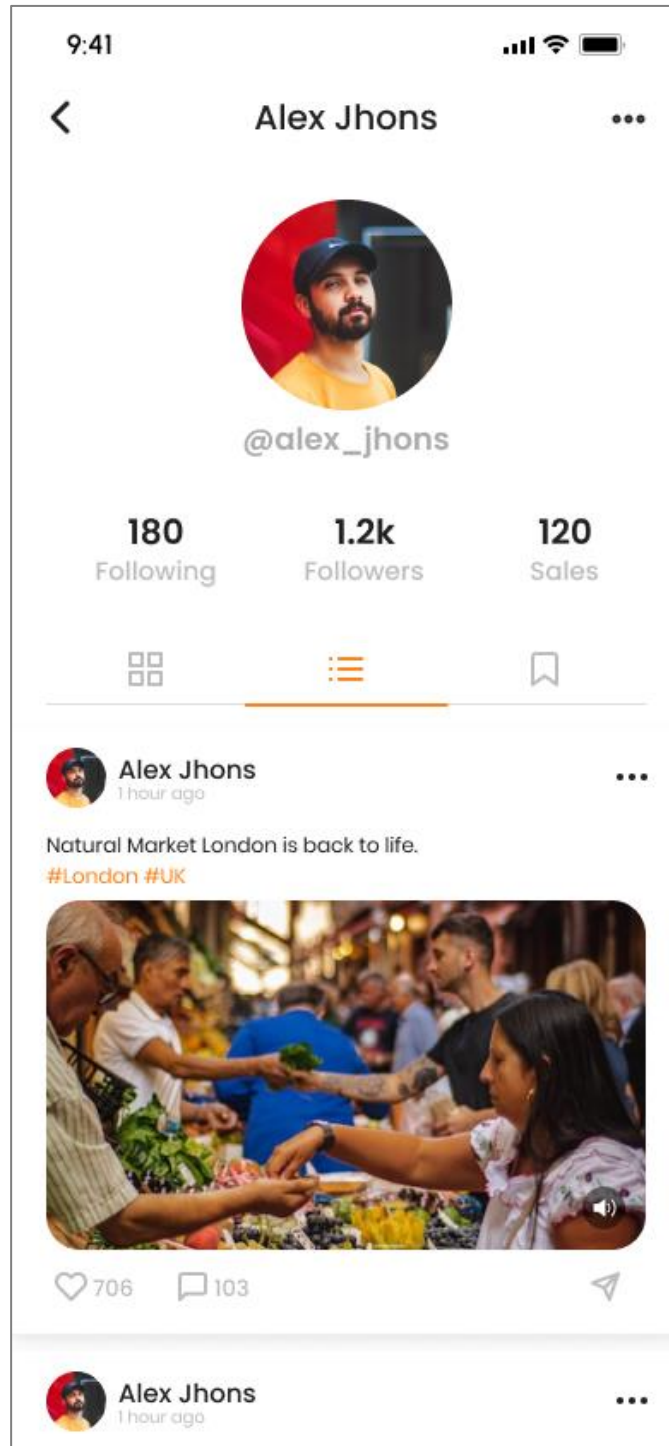 9:41
Alex Jhons
@alex_jhons
180 1.2k 120
Following Followers Sales
Alex Jhons
1 hour ago
Natural Market London is back to life.
#London #UK
706 103
Alex Jhons
1 hour ago